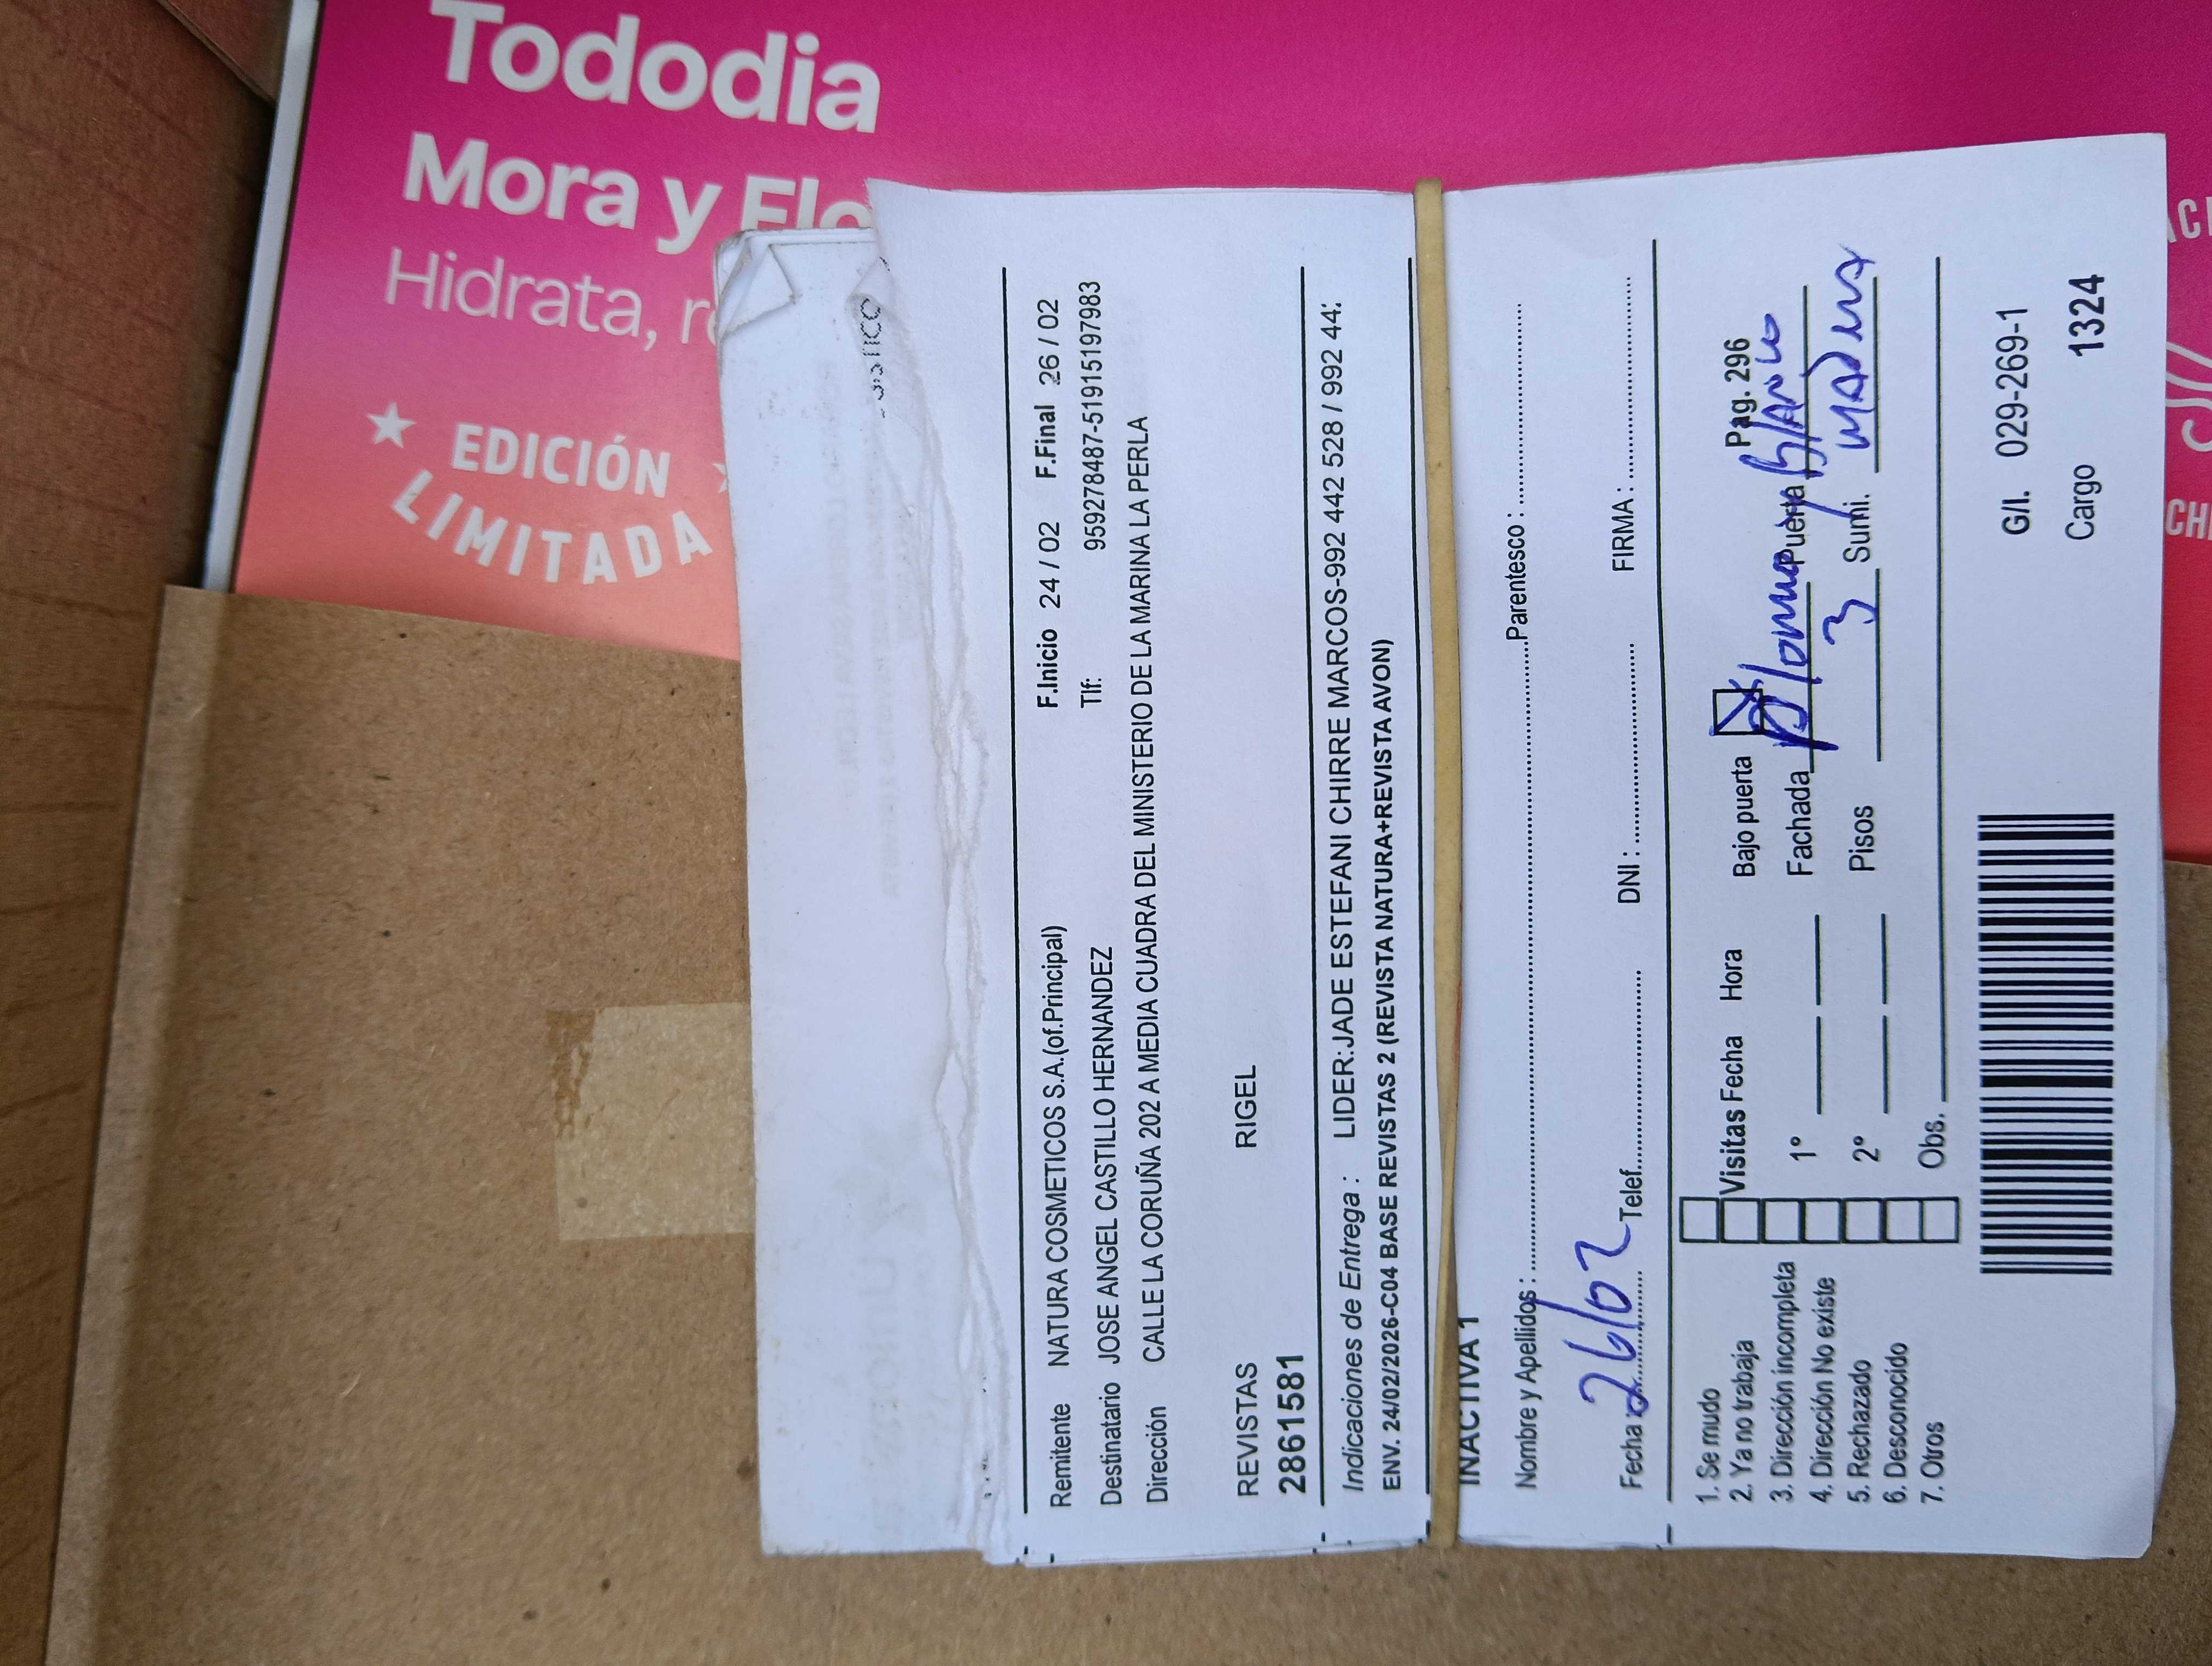 Tododia
Mora y Flo
Hidrata, re
EDICIÓN
LIMITADA
F.Inicio 24 / 02 F.Final 26 / 02
Remitente NATURA COSMETICOS S.A.(of.Principal) Tlf: 959278487-51915197983
Destinatario JOSE ANGEL CASTILLO HERNANDEZ
Dirección CALLE LA CORUÑA 202 A MEDIA CUADRA DEL MINISTERIO DE LA MARINA LA PERLA
REVISTAS RIGEL
2861581
Indicaciones de Entrega : LIDER:JADE ESTEFANI CHIRRE MARCOS-992 442 528 / 992 44
ENV. 24/02/2026-C04 BASE REVISTAS 2 (REVISTA NATURA+REVISTA AVON)
INACTIVA 1
Nombre y Apellidos : Parentesco :
Fecha : 26/02 Telef. DNI : FIRMA :
Pag. 296
1. Se mudo
2. Ya no trabaja
3. Dirección incompleta
4. Dirección No existe
5. Rechazado
6. Desconocido
7. Otros
Visitas Fecha Hora Bajo puerta
1° Fachada Puerta Blanco
2° Pisos 3 Sumi. madera
Obs.
G/I. 029-269-1
Cargo 1324